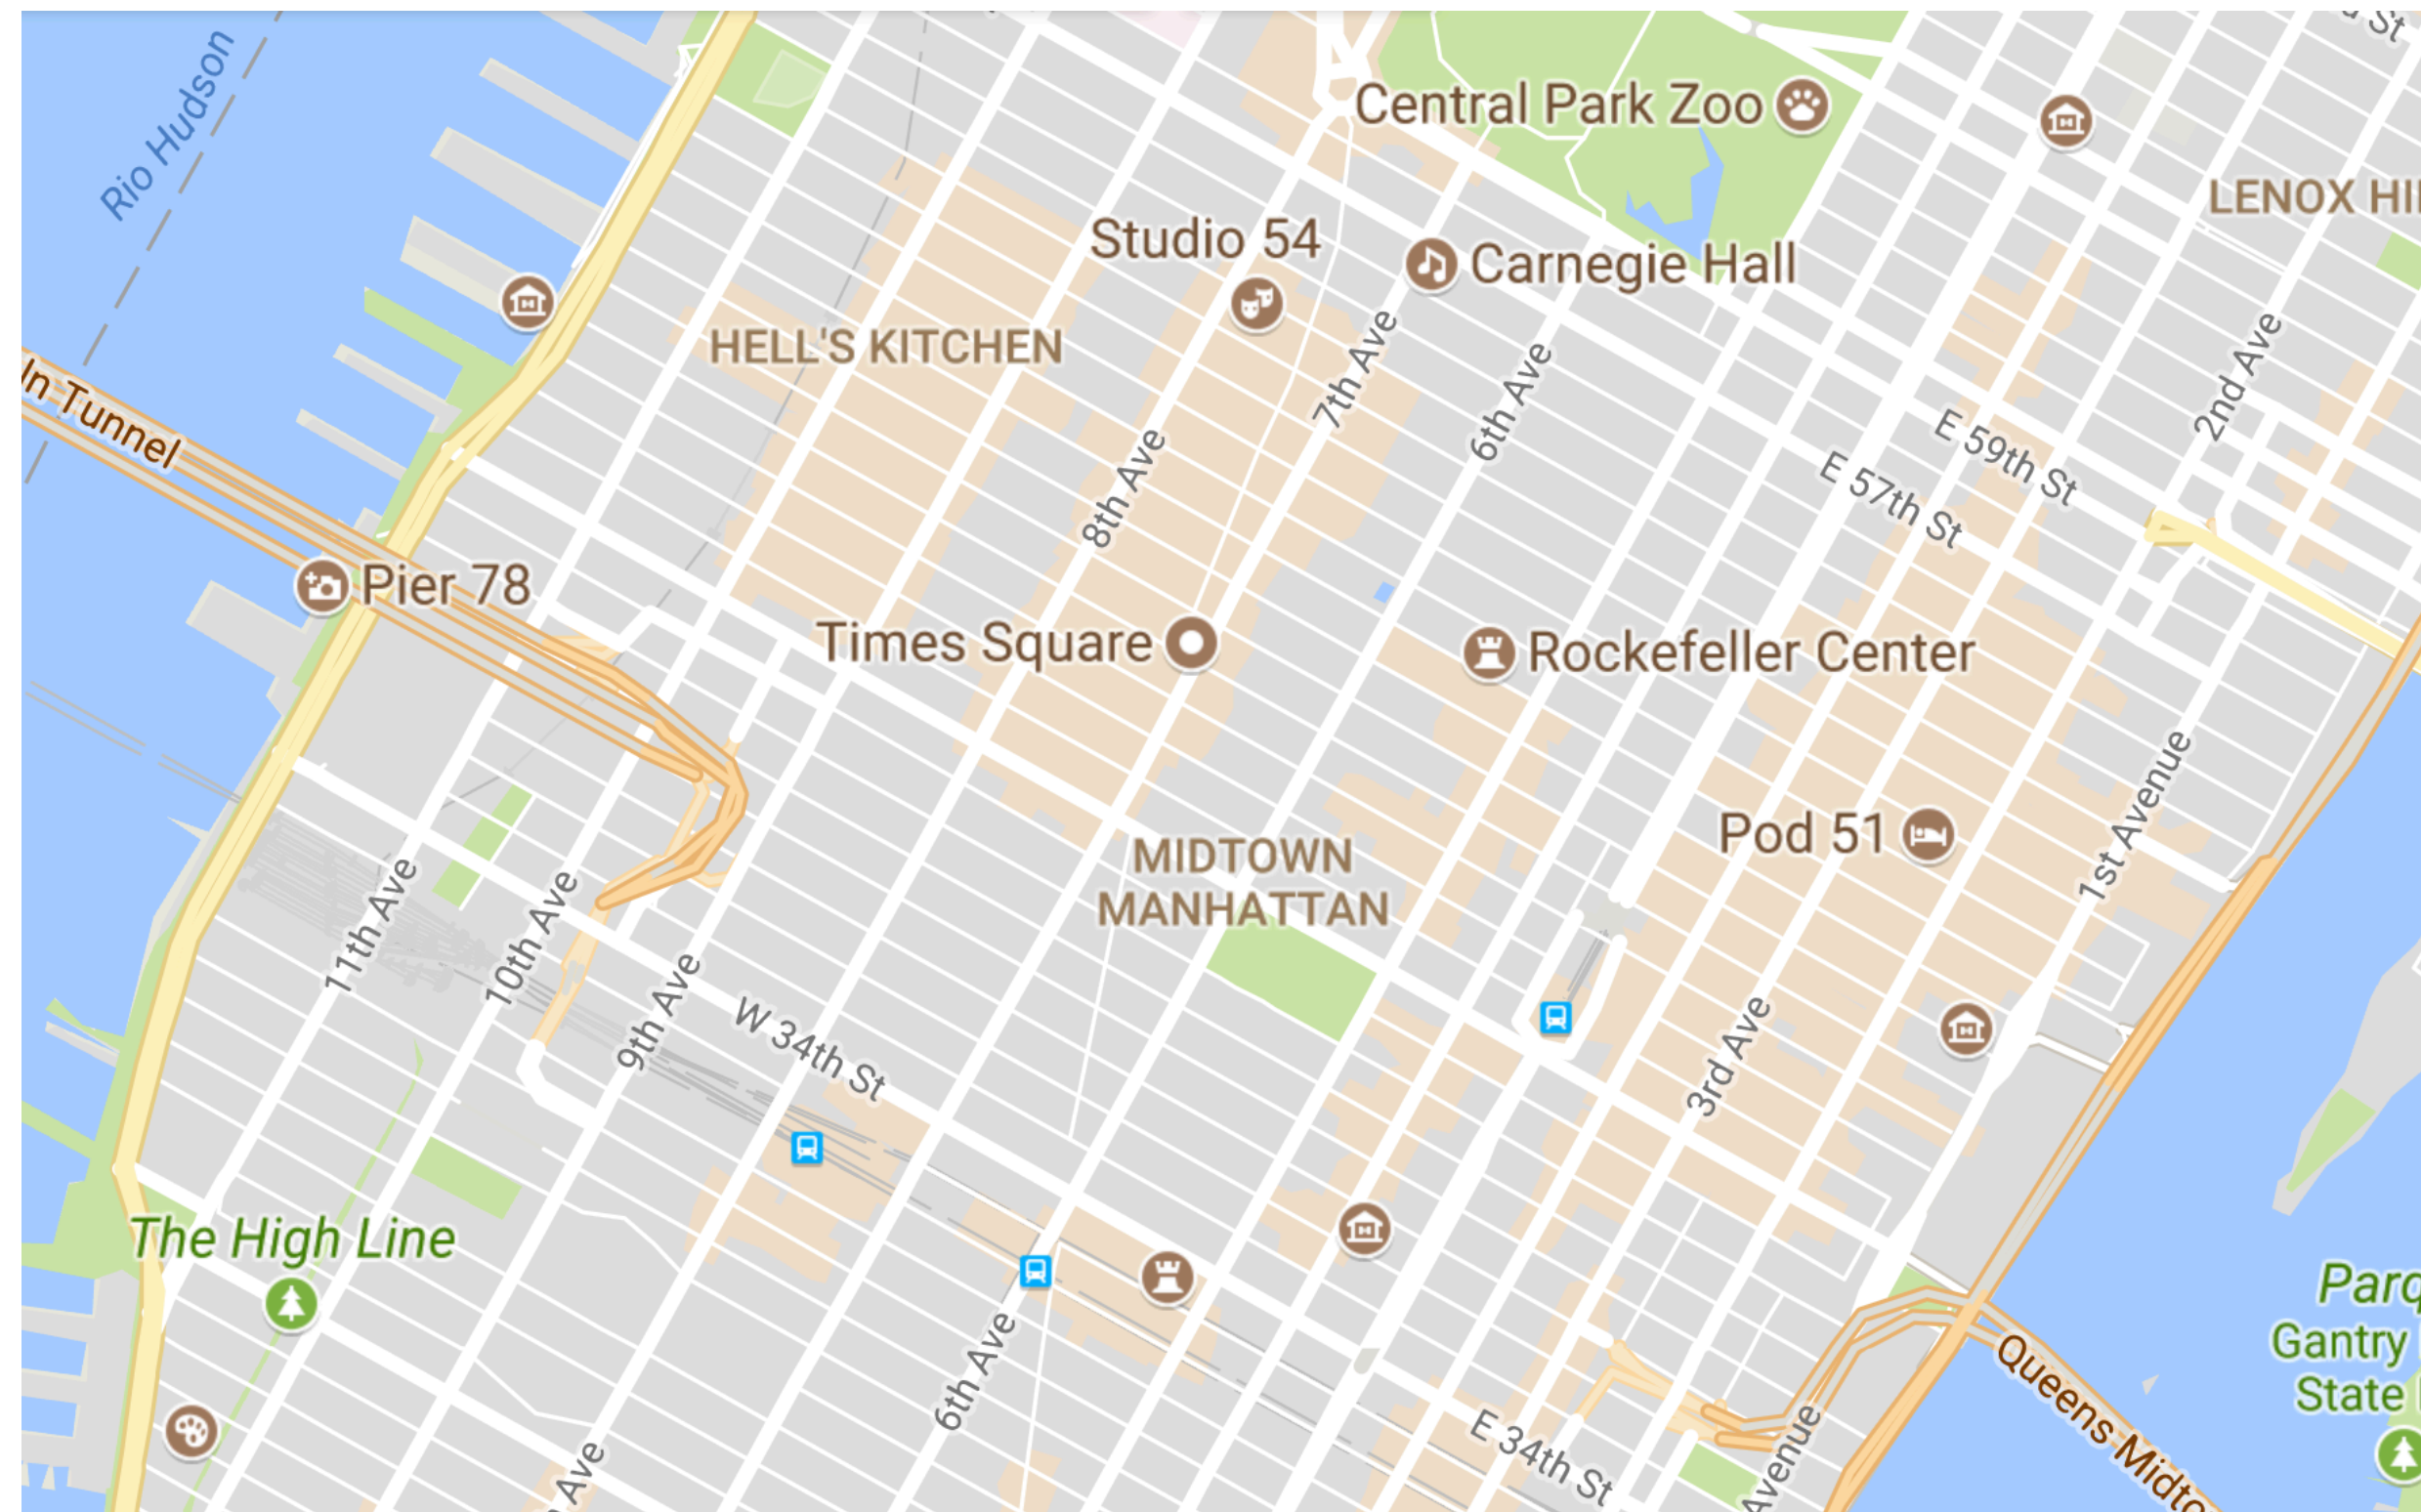 d St
Rio Hudson
Central Park Zoo
LENOX HI
Studio 54
Carnegie Hall
HELL'S KITCHEN
7th Ave
6th Ave
2nd Ave
ln Tunnel
E 59th St
E 57th St
8th Ave
Pier 78
Times Square
Rockefeller Center
Pod 51
1st Avenue
MIDTOWN
MANHATTAN
11th Ave
10th Ave
9th Ave
W 34th St
3rd Ave
The High Line
Parq
Gantry
State
6th Ave
Queens Midto
E 34th St
Ave
Avenue